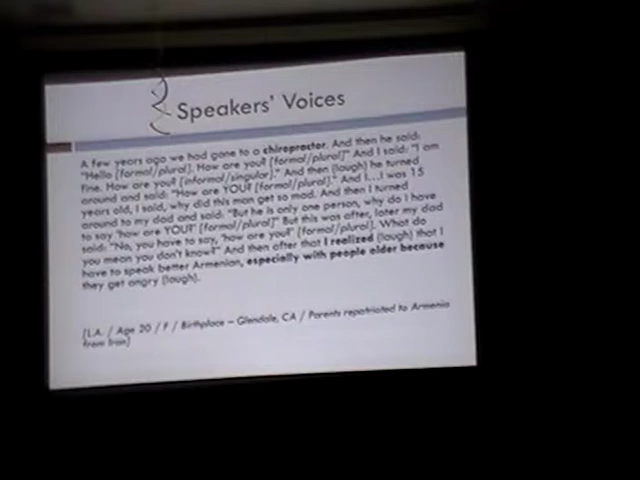 Speakers' Voices
A few years ago we had gone to a chiropractor. And then he said:
"Hello [formal/plural]. How are you? [formal/plural]" And I said: "I am
fine. How are you? [informal/singular]." And then (laugh) he turned
around and said: "How are YOU? [formal/plural]." And I...I was 15
years old, I said, why did this man get so mad. And then I turned
around to my dad and said: "But he is only one person, why do I have
to say 'how are YOU?' [formal/plural]" But this was after, later my dad
said: "No, you have to say, 'how are you?' [formal/plural]. What do
you mean you don't know?" And then after that I realized (laugh) that I
have to speak better Armenian, especially with people older because
they get angry (laugh).
[L.A. / Age 20 / F / Birthplace – Glendale, CA / Parents repatriated to Armenia
from Iran]